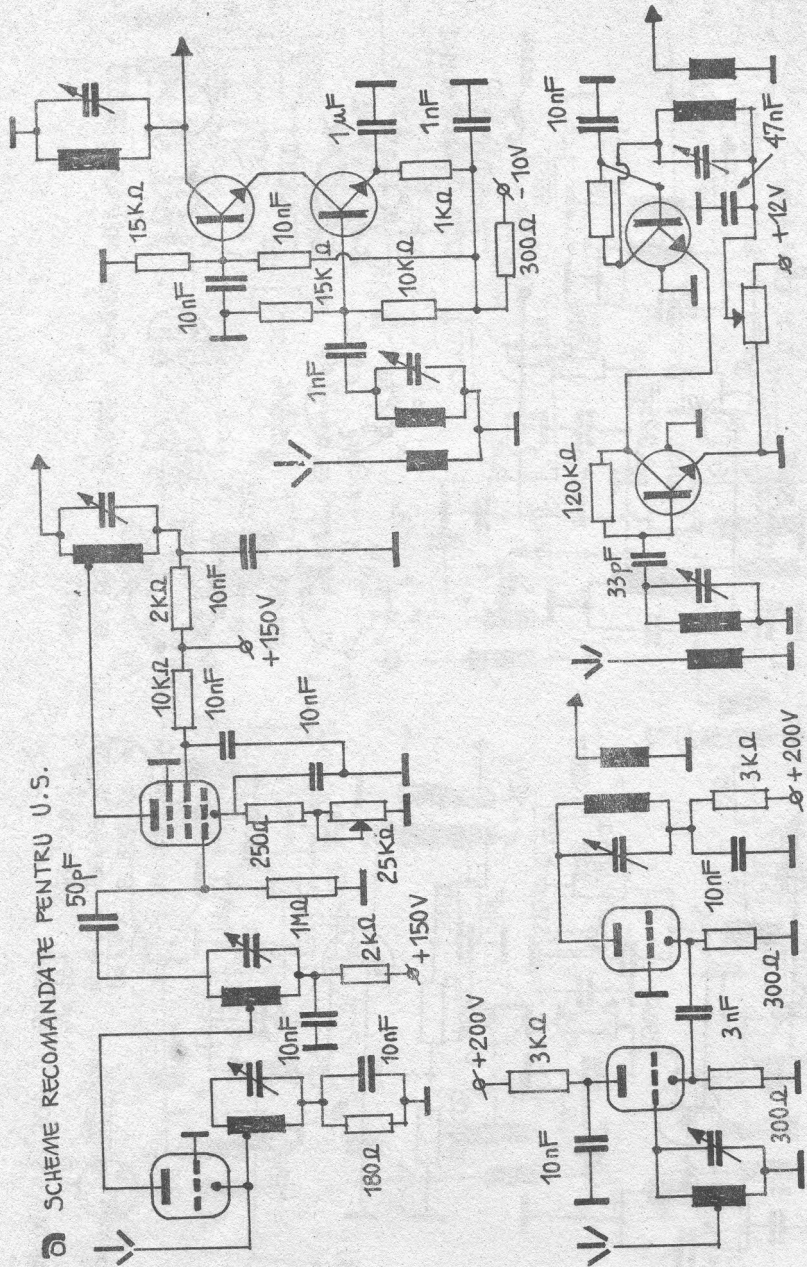 SCHEME RECOMANDATE PENTRU U.S.
50pF
10KΩ
2KΩ
10nF
10nF
+150V
10nF
250Ω
25KΩ
1MΩ
2KΩ
+150V
10nF
10nF
180Ω
15KΩ
10nF
10nF
15KΩ
10KΩ
1nF
1µF
1nF
1KΩ
300Ω
-10V
+200V
3KΩ
10nF
300Ω
3nF
300Ω
10nF
3KΩ
+200V
120KΩ
33pF
10nF
47nF
+12V